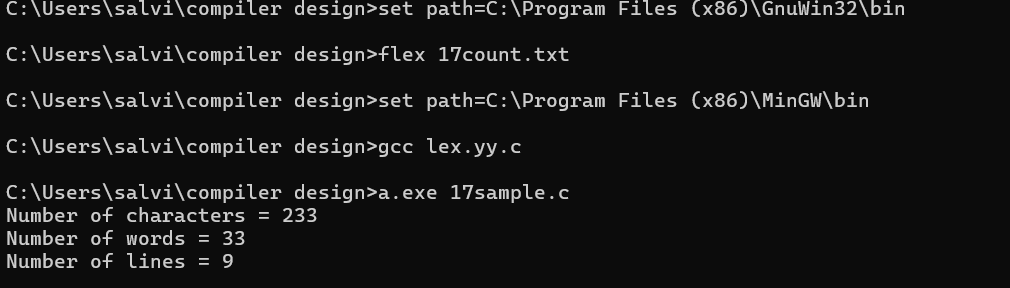 C:\Users\salvi\compiler design>set path=C:\Program Files (x86)\GnuWin32\bin
C:\Users\salvi\compiler design>flex 17count.txt
C:\Users\salvi\compiler design>set path=C:\Program Files (x86)\MinGW\bin
C:\Users\salvi\compiler design>gcc lex.yy.c
C:\Users\salvi\compiler design>a.exe 17sample.c
Number of characters = 233
Number of words = 33
Number of lines = 9